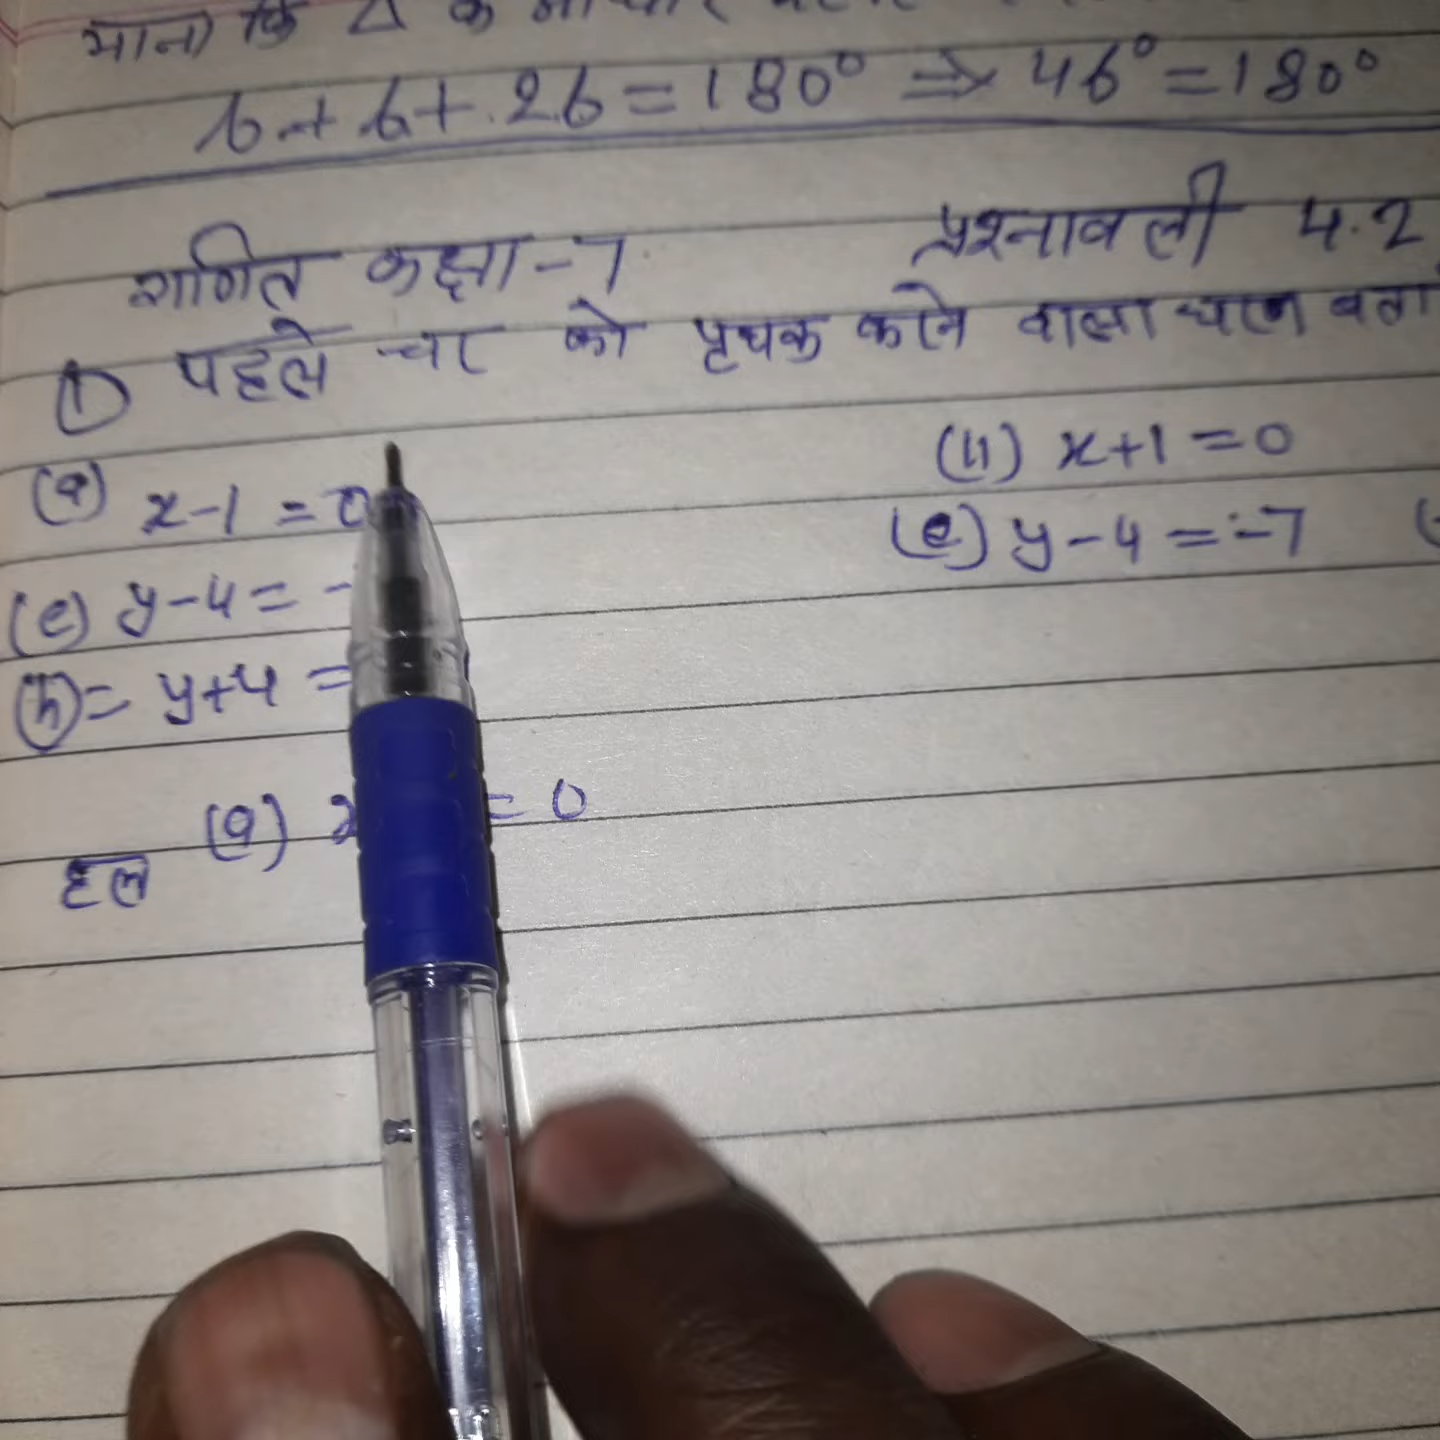 माना कि Δ के
b + b + 2b = 180° ⇒ 4b° = 180°
गणित कक्षा - 7 प्रश्नावली 4.2
① पहले चर को पृथक करने वाला चरण
(a) x - 1 = 0 (ii) x + 1 = 0
(e) y - 4 = - (e) y - 4 = -7
(h) = y + 4 =
हल (a) = 0